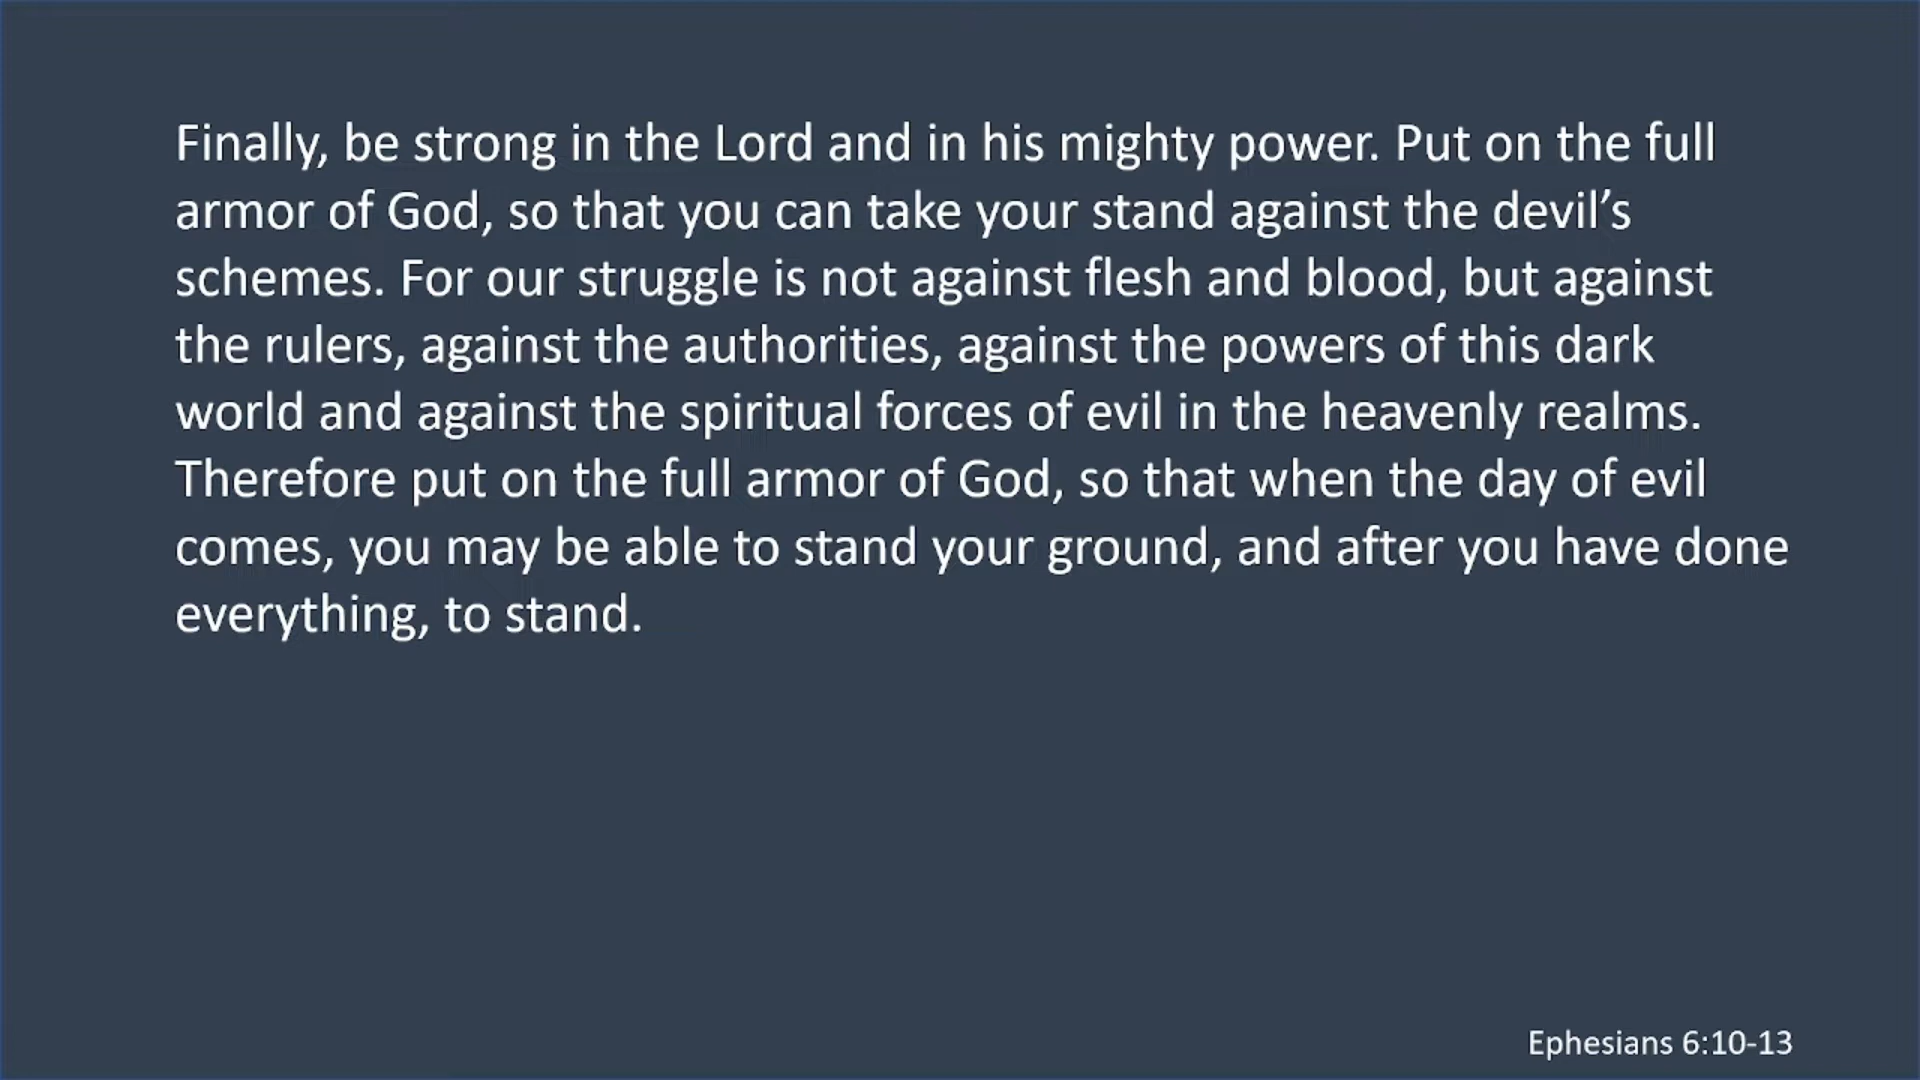 Finally, be strong in the Lord and in his mighty power. Put on the full
armor of God, so that you can take your stand against the devil’s
schemes. For our struggle is not against flesh and blood, but against
the rulers, against the authorities, against the powers of this dark
world and against the spiritual forces of evil in the heavenly realms.
Therefore put on the full armor of God, so that when the day of evil
comes, you may be able to stand your ground, and after you have done
everything, to stand.
Ephesians 6:10-13